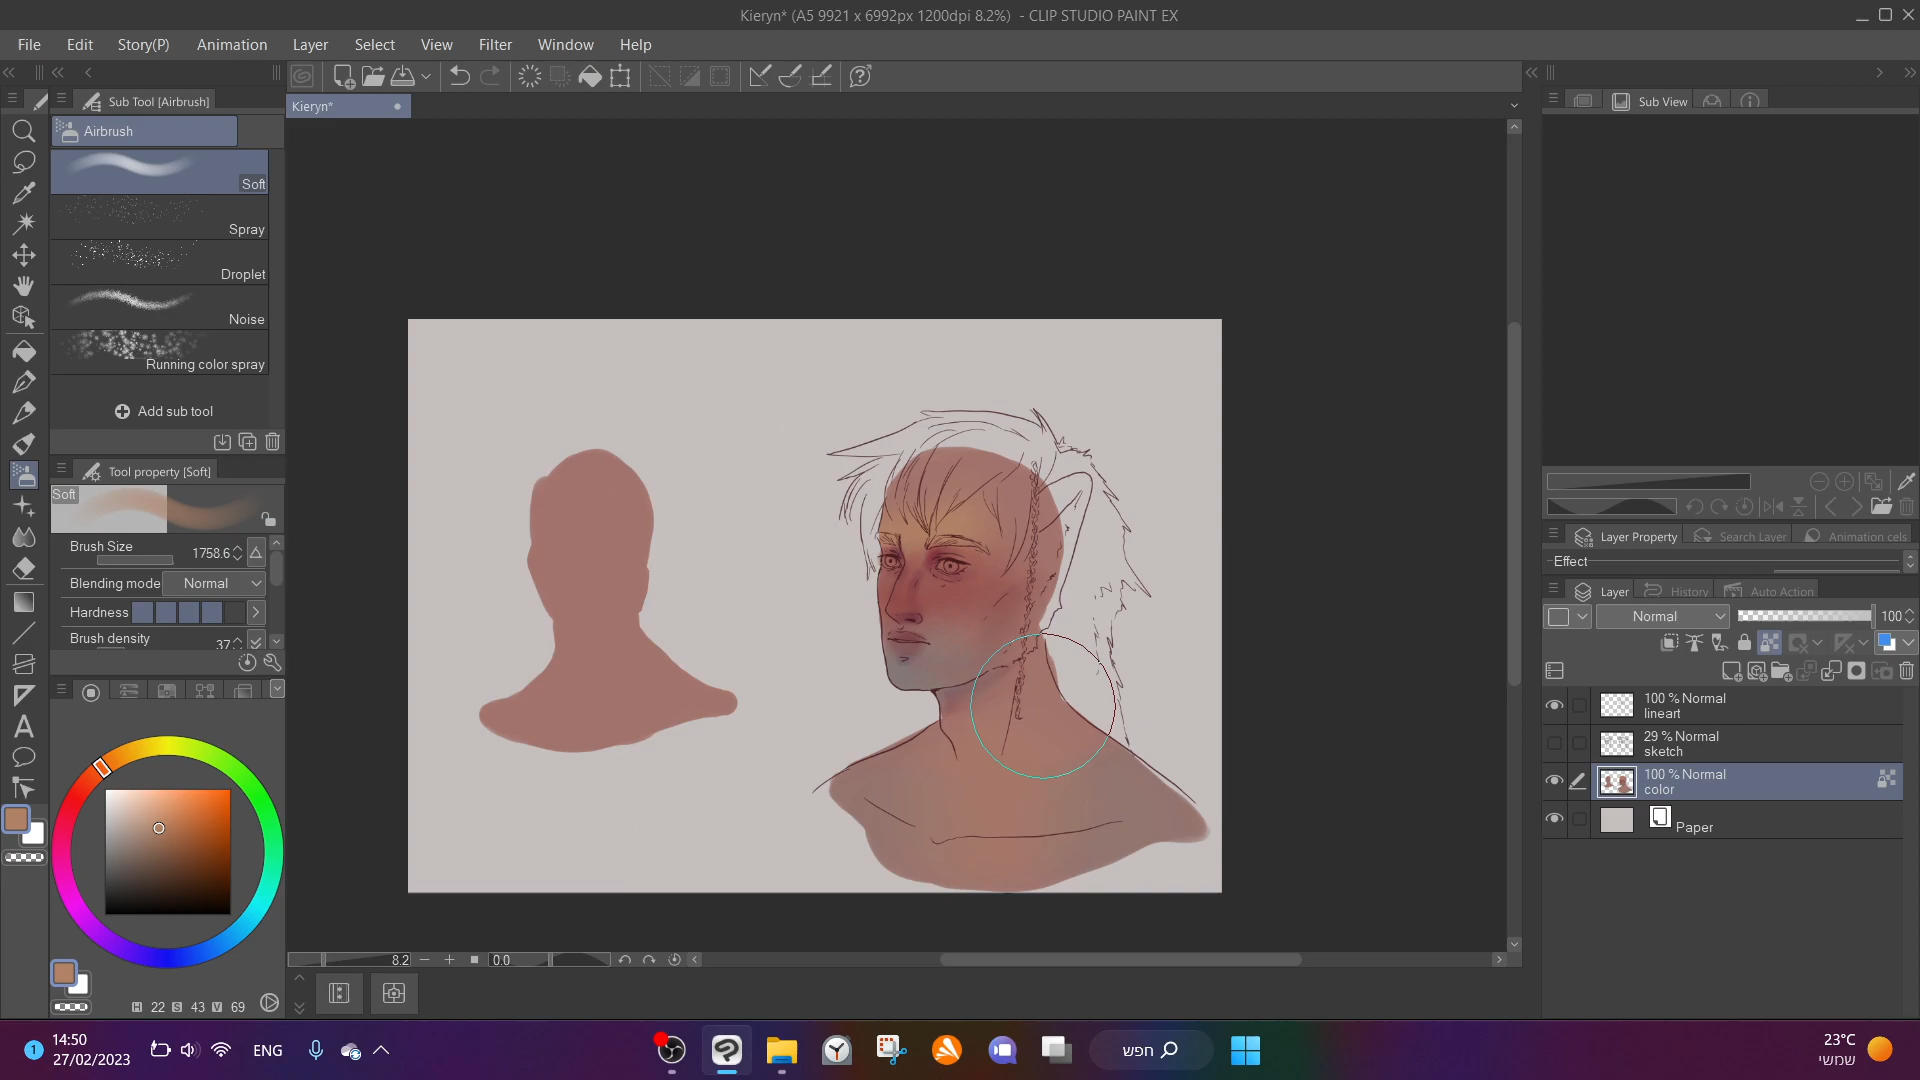 Kieryn* (A5 9921 x 6992px 1200dpi 8.2%) - CLIP STUDIO PAINT EX
File Edit Story(P) Animation Layer Select View Filter Window Help
Sub Tool [Airbrush]
Kieryn*
Airbrush
Soft
Spray
Droplet
Noise
Running color spray
Add sub tool
Tool property [Soft]
Soft
Brush Size 1758.6
Blending mode Normal
Hardness
Brush density 37
H 22 S 43 V 69
8.2 0.0
Sub View
Layer Property Search Layer Animation cels
Effect
Layer History Auto Action
Normal 100
100 % Normal
lineart
29 % Normal
sketch
100 % Normal
color
Paper
1 14:50
27/02/2023
ENG
חפש
23°C
שמשי